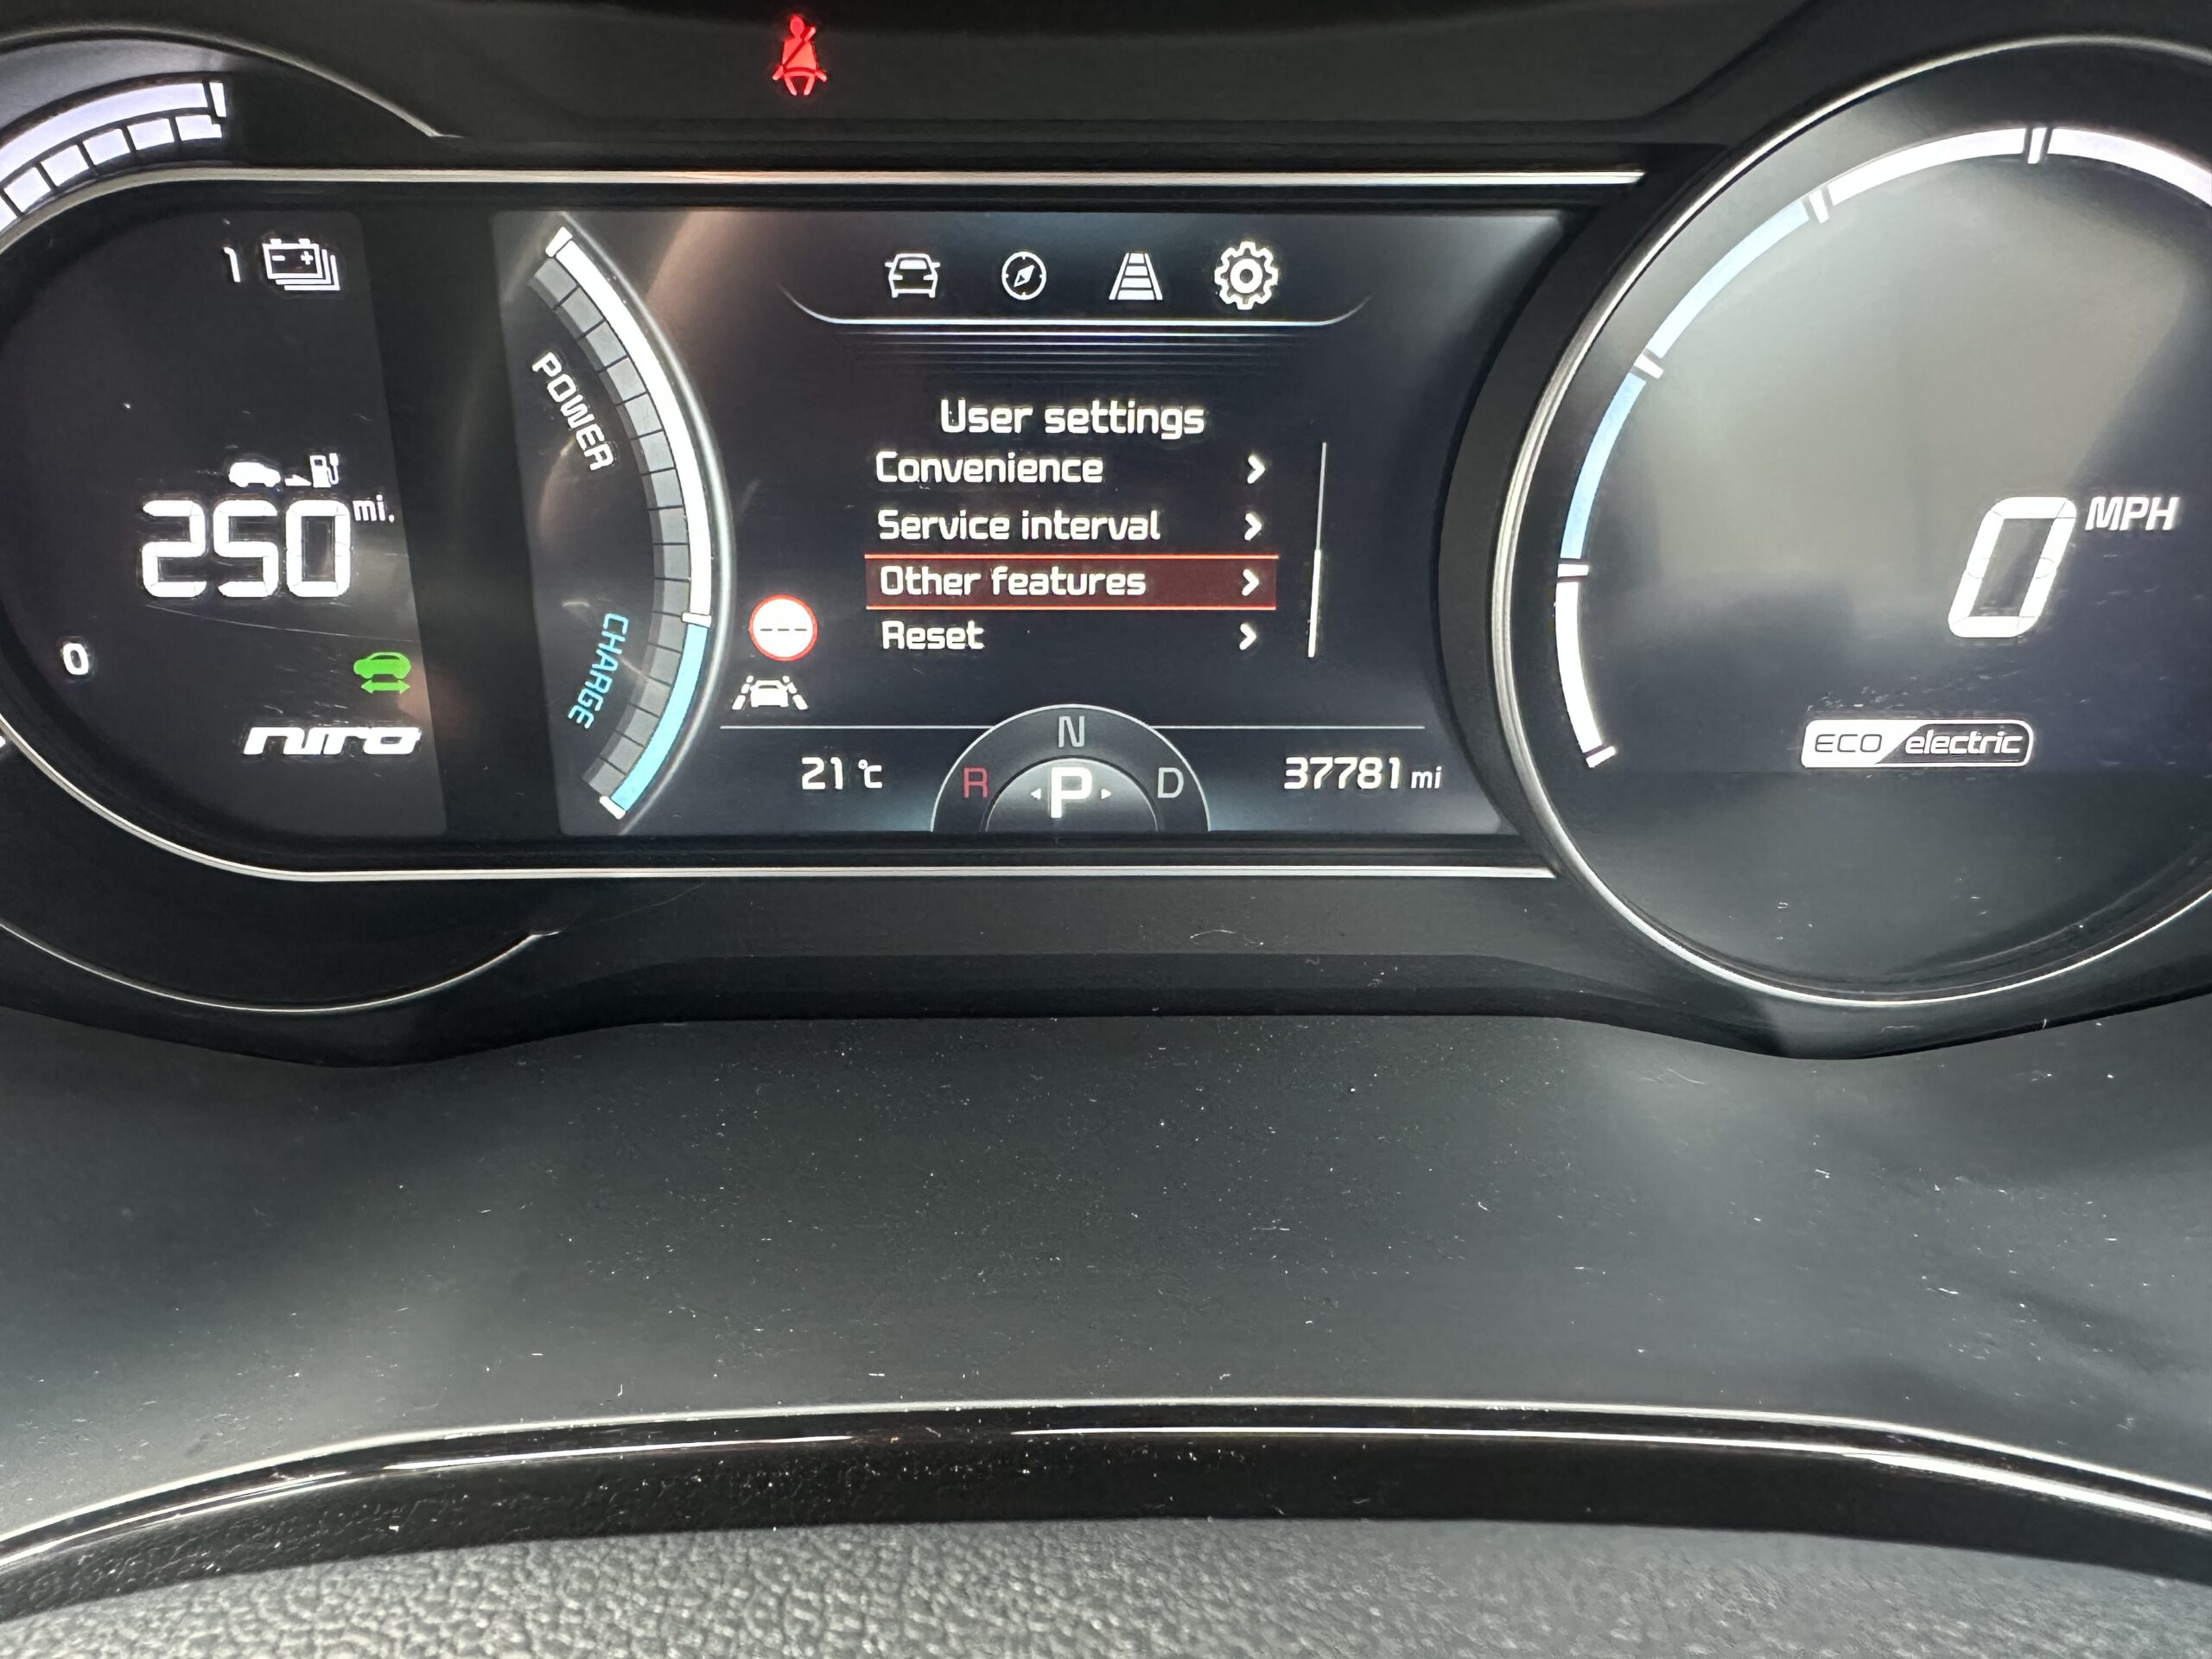 1
250 mi.
0
niro
POWER
CHARGE
User settings
Convenience
Service interval
Other features
Reset
---
N
R P D
21 °C
37781 mi
0 MPH
ECO electric